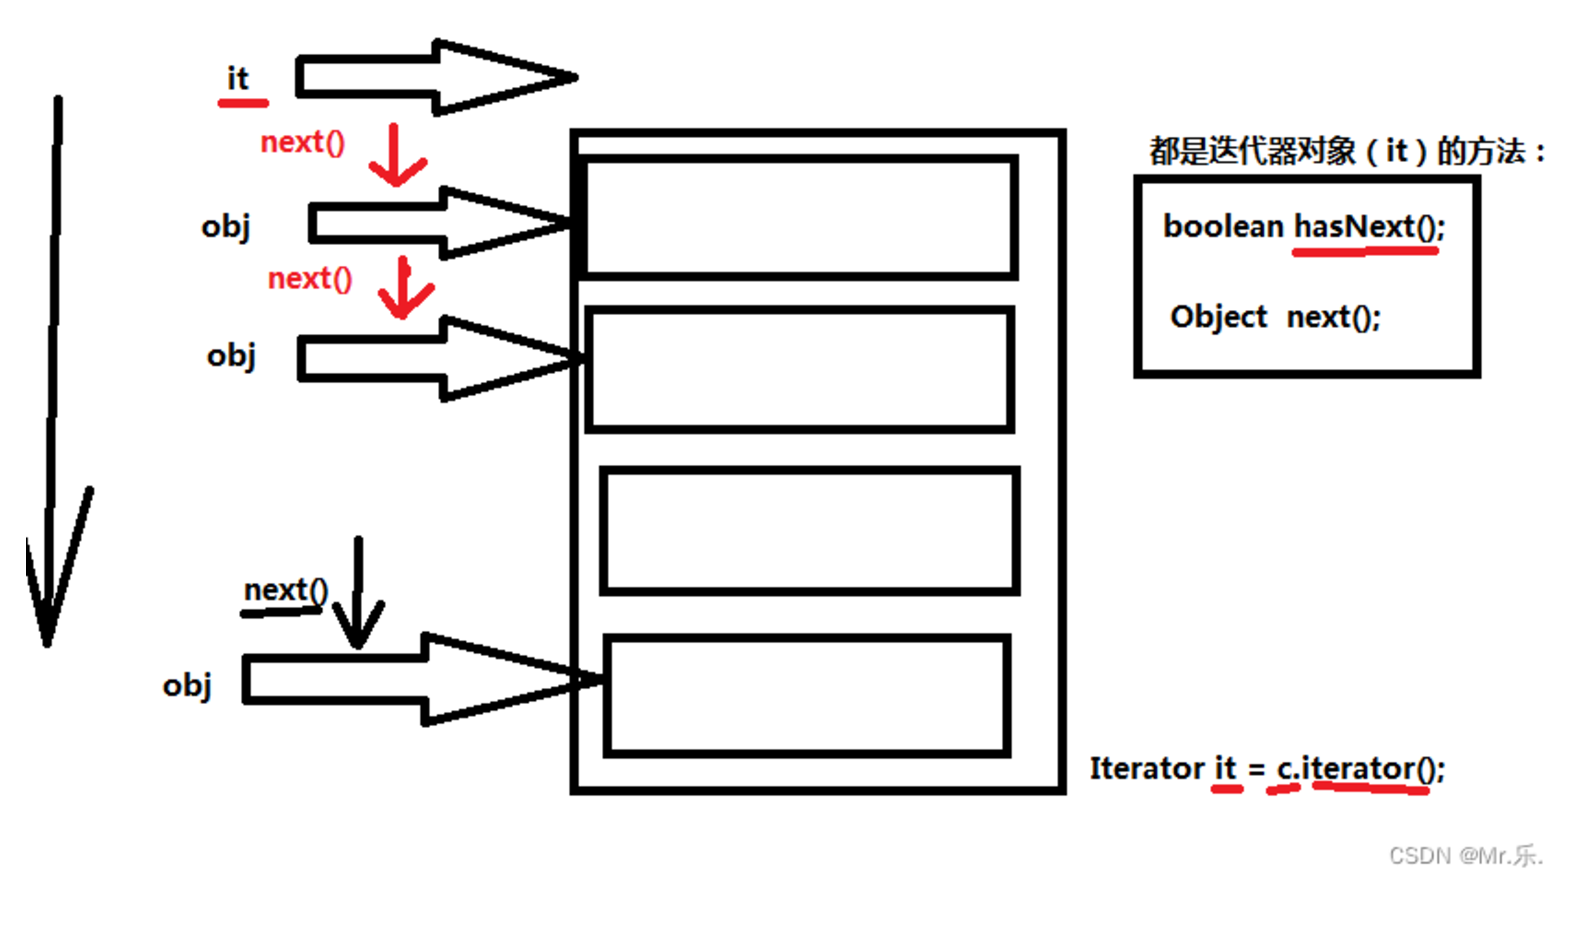 it
next()
obj
next()
obj
next()
obj
都是迭代器对象（it）的方法：
boolean hasNext();
Object next();
Iterator it = c.iterator();
CSDN @Mr.乐.